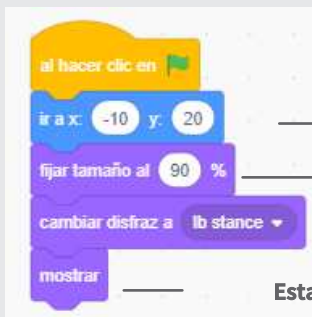 al hacer clic en
ir a x: -10 y: 20
fijar tamaño al 90 %
cambiar disfraz a lb stance
mostrar
Esta